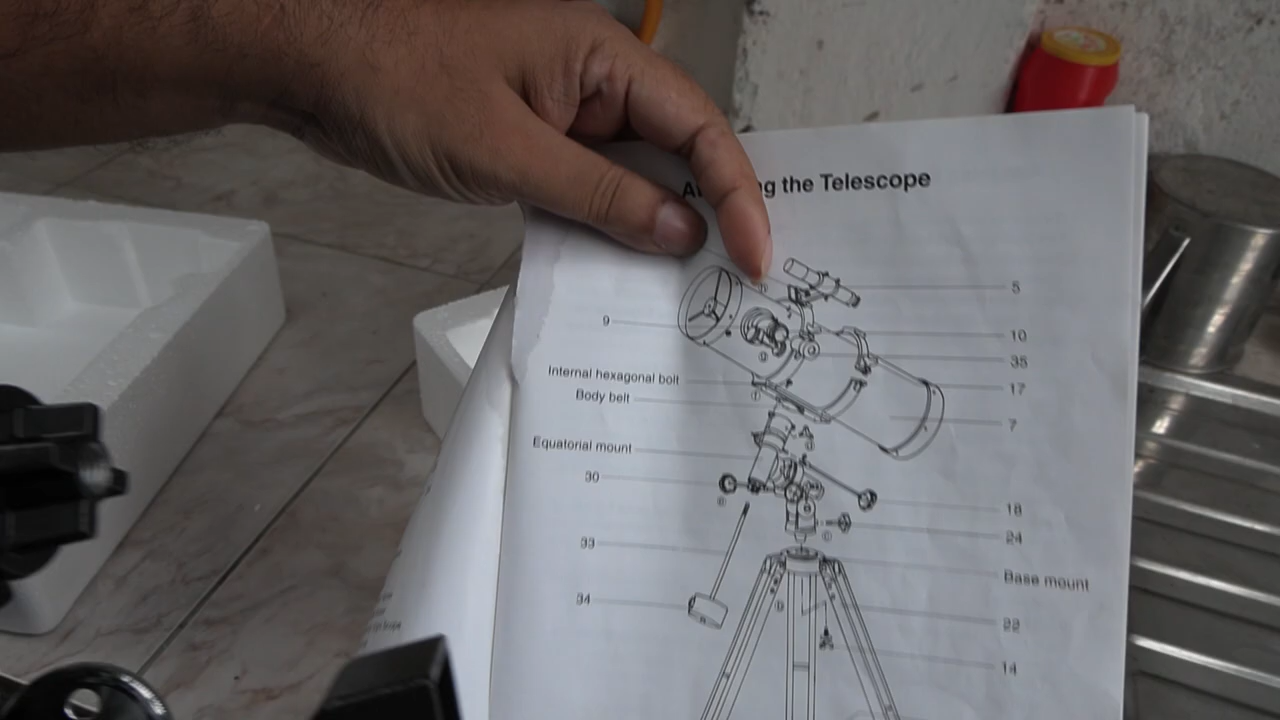 the Telescope
5
9
10
35
Internal hexagonal bolt
17
Body belt
7
Equatorial mount
30
18
24
33
Base mount
34
22
14